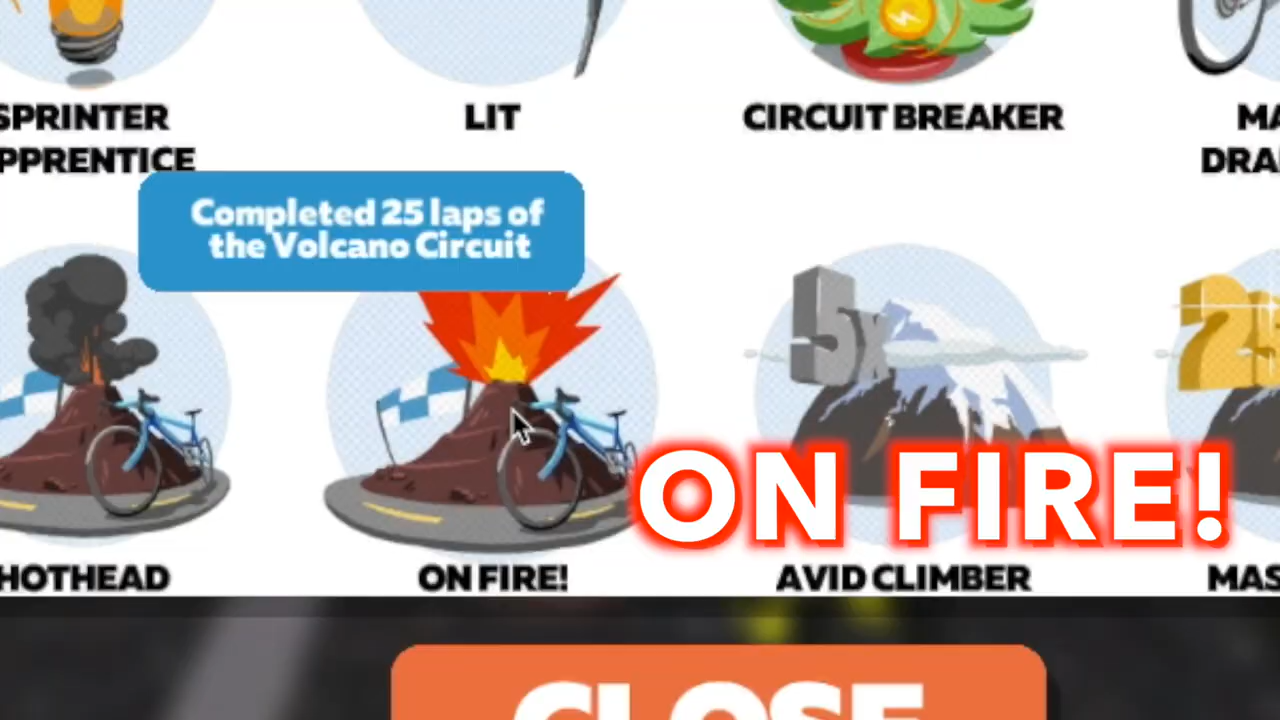 SPRINTER
PPRENTICE
LIT
CIRCUIT BREAKER
MA
DRA
Completed 25 laps of
the Volcano Circuit
5x
ON FIRE!
HOTHEAD
ON FIRE!
AVID CLIMBER
MAS
CLOSE